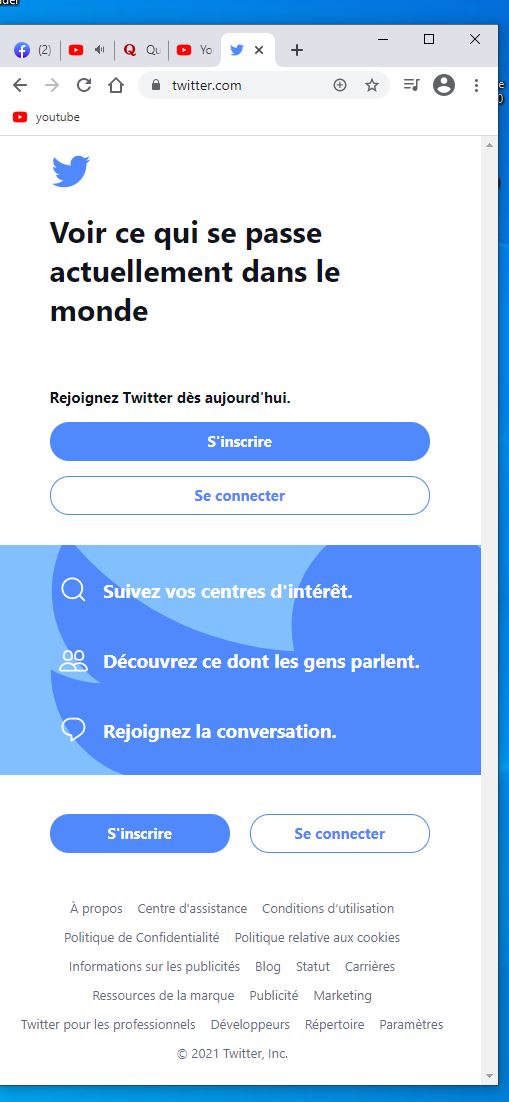 (2)
Qu
Yo
twitter.com
youtube
Voir ce qui se passe
actuellement dans le
monde
Rejoignez Twitter dès aujourd'hui.
S'inscrire
Se connecter
Suivez vos centres d'intérêt.
Découvrez ce dont les gens parlent.
Rejoignez la conversation.
S'inscrire Se connecter
À propos Centre d'assistance Conditions d'utilisation
Politique de Confidentialité Politique relative aux cookies
Informations sur les publicités Blog Statut Carrières
Ressources de la marque Publicité Marketing
Twitter pour les professionnels Développeurs Répertoire Paramètres
© 2021 Twitter, Inc.